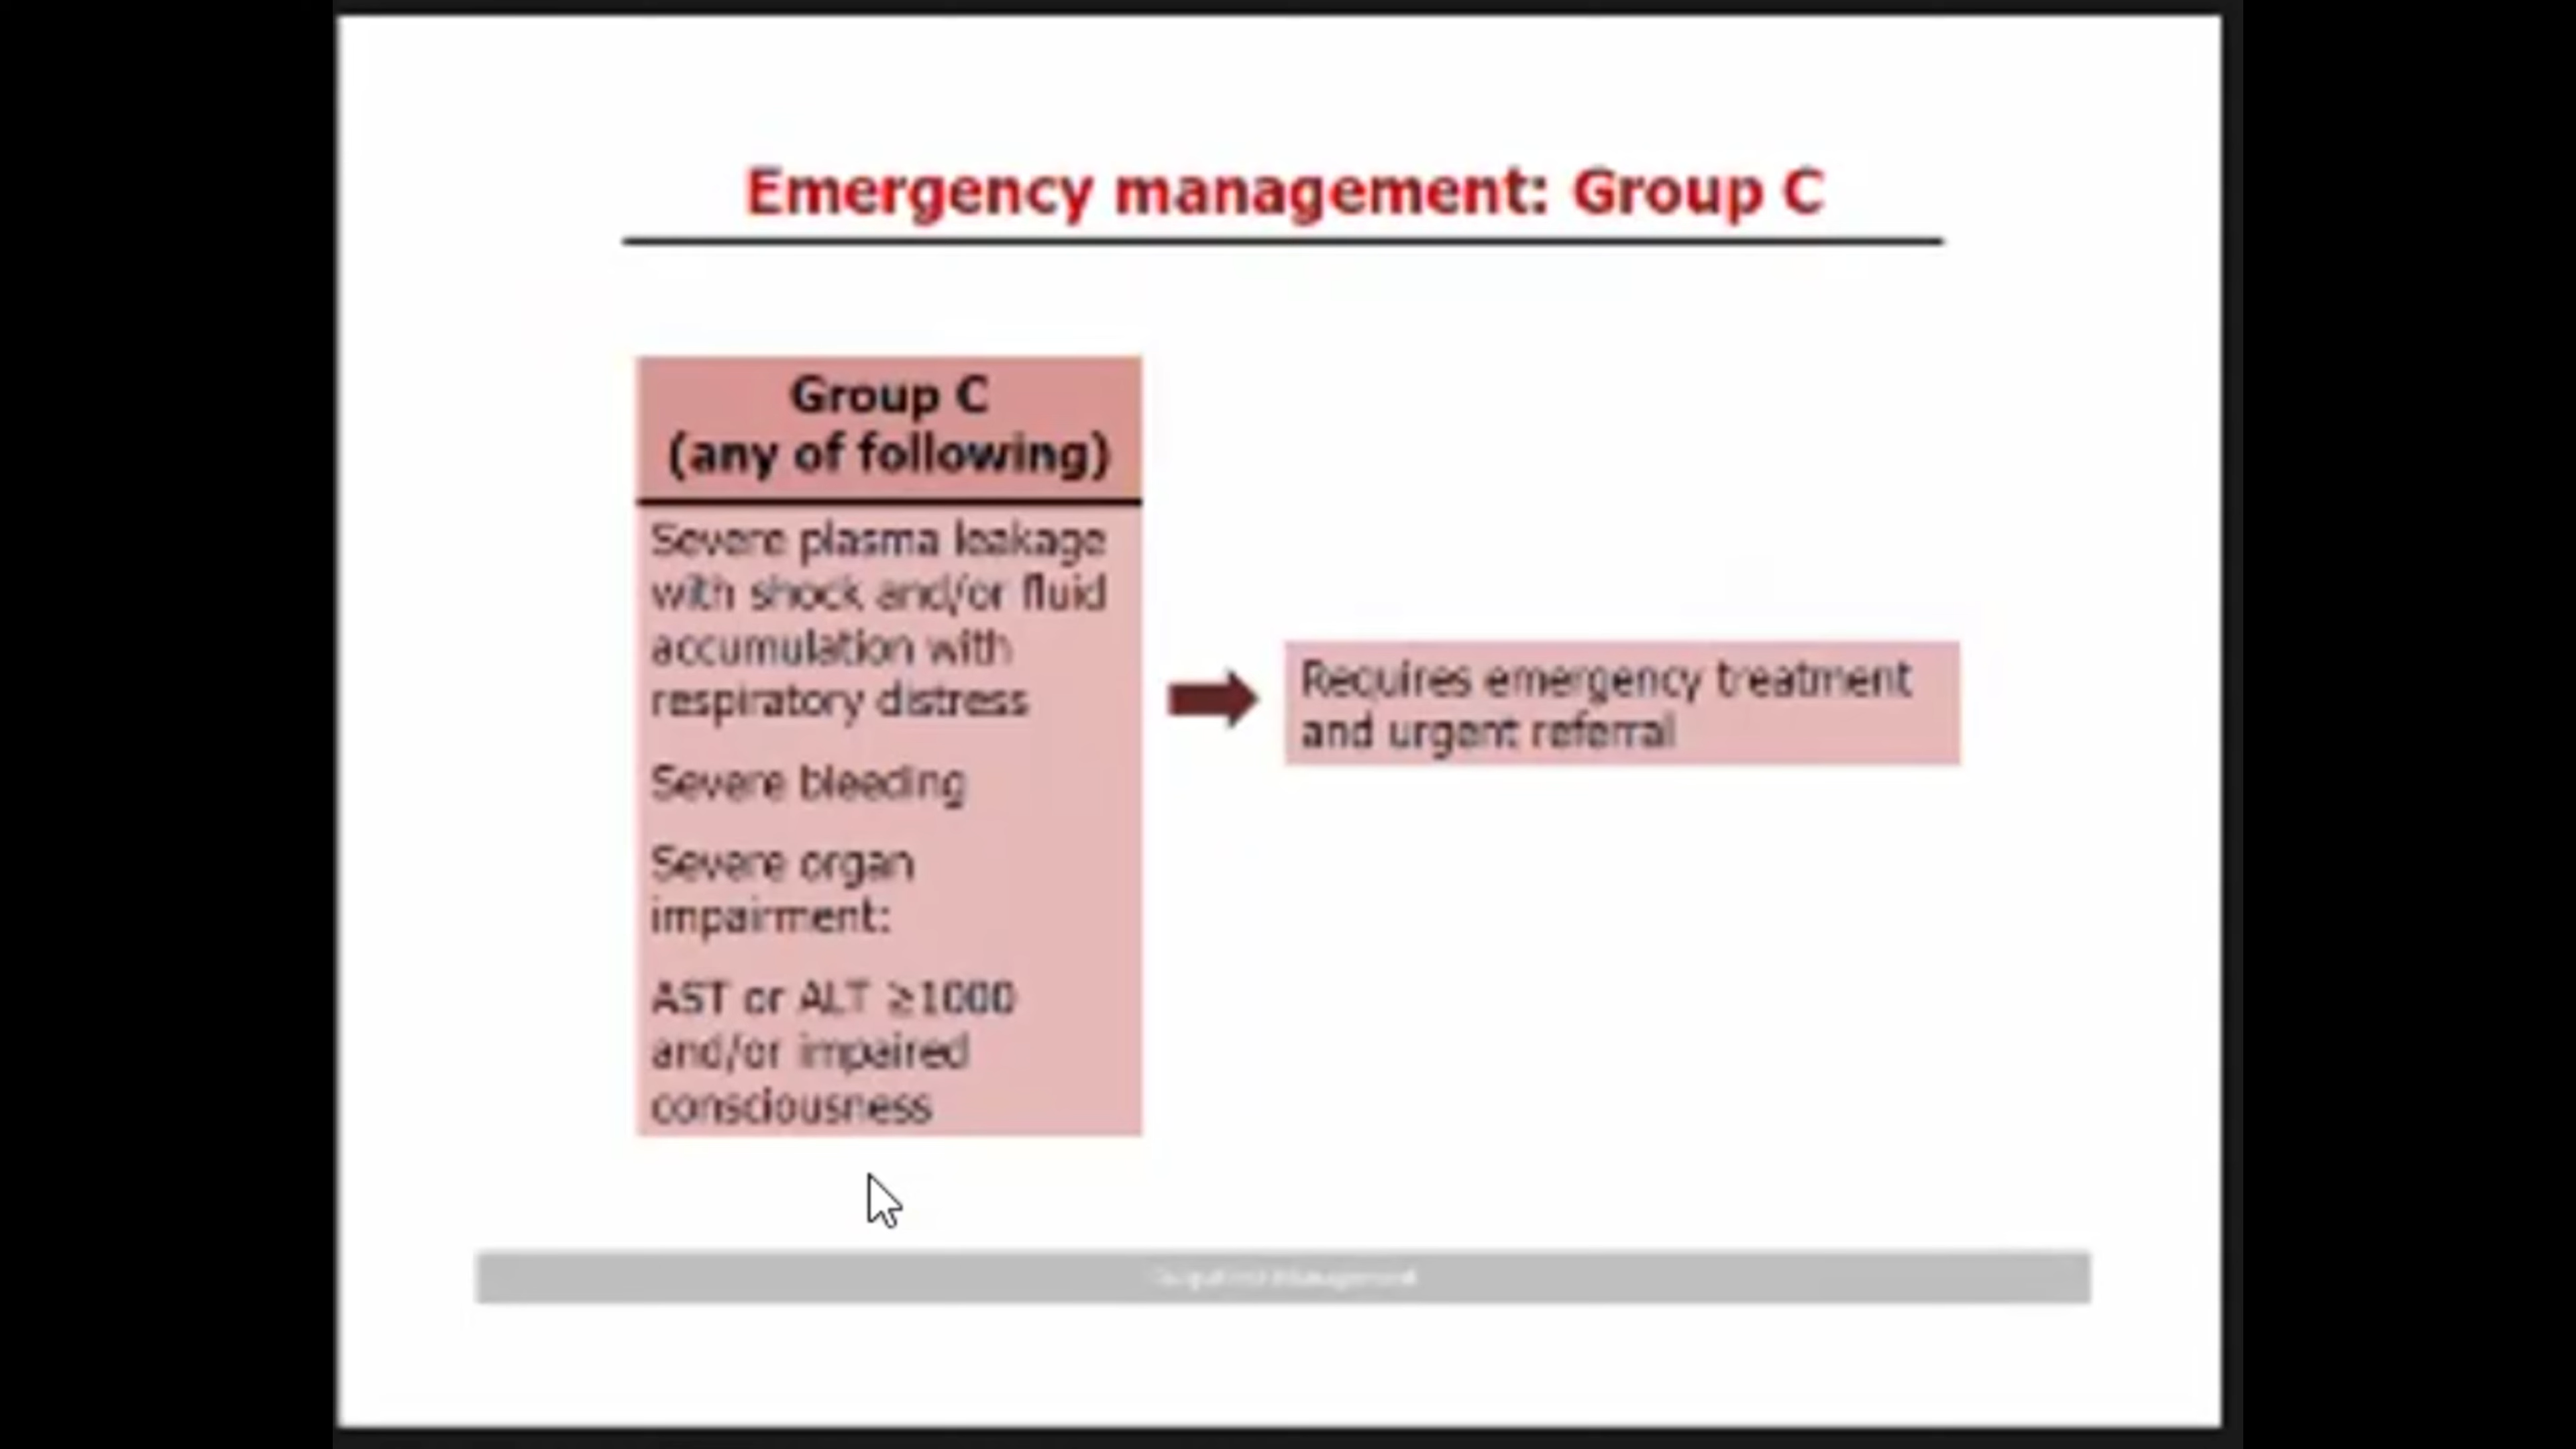 Emergency management: Group C
Group C
(any of following)
Severe plasma leakage
with shock and/or fluid
accumulation with
respiratory distress
Severe bleeding
Severe organ
impairment:
AST or ALT ≥1000
and/or impaired
consciousness
Requires emergency treatment
and urgent referral
Management